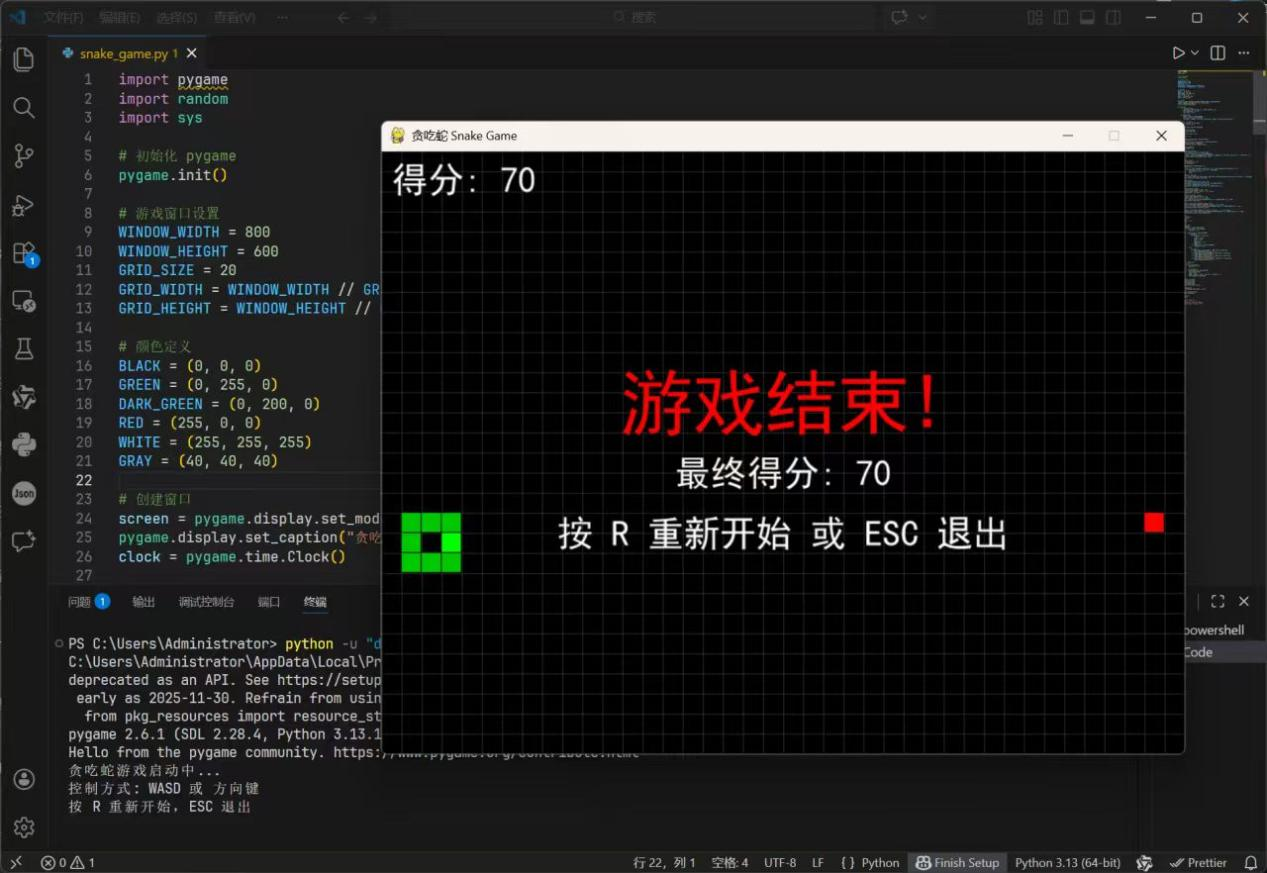 文件(F) 编辑(E) 选择(S) 查看(V) ... 搜索
snake_game.py 1
1 import pygame
2 import random
3 import sys
4
5 # 初始化 pygame
6 pygame.init()
7
8 # 游戏窗口设置
9 WINDOW_WIDTH = 800
10 WINDOW_HEIGHT = 600
11 GRID_SIZE = 20
12 GRID_WIDTH = WINDOW_WIDTH // GR
13 GRID_HEIGHT = WINDOW_HEIGHT //
14
15 # 颜色定义
16 BLACK = (0, 0, 0)
17 GREEN = (0, 255, 0)
18 DARK_GREEN = (0, 200, 0)
19 RED = (255, 0, 0)
20 WHITE = (255, 255, 255)
21 GRAY = (40, 40, 40)
22
23 # 创建窗口
24 screen = pygame.display.set_mod
25 pygame.display.set_caption("贪吃
26 clock = pygame.time.Clock()
27
贪吃蛇 Snake Game
得分: 70
游戏结束!
最终得分: 70
按 R 重新开始 或 ESC 退出
1
Json
问题 1 输出 调试控制台 端口 终端
PS C:\Users\Administrator> python -u "d
C:\Users\Administrator\AppData\Local\Pr
deprecated as an API. See https://setup
early as 2025-11-30. Refrain from usin
from pkg_resources import resource_st
pygame 2.6.1 (SDL 2.28.4, Python 3.13.1
Hello from the pygame community. https://www.pygame.org/contribute.html
贪吃蛇游戏启动中...
控制方式: WASD 或 方向键
按 R 重新开始, ESC 退出
powershell
Code
0 1 行 22, 列 1 空格: 4 UTF-8 LF { } Python Finish Setup Python 3.13 (64-bit) Prettier